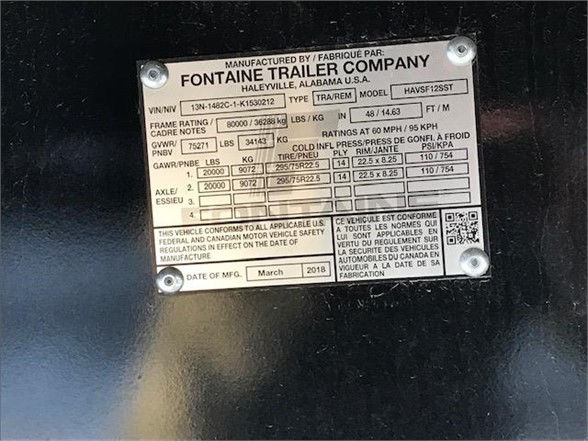 MANUFACTURED BY / FABRIQUÉ PAR:
FONTAINE TRAILER COMPANY
HALEYVILLE, ALABAMA U.S.A.
VIN/NIV 13N-1482C-1-K1530212 TYPE TRA/REM MODEL HAVSF12SST
FRAME RATING / CADRE NOTES 80000 / 36288 kg LBS / KG IN / M 48 / 14.63 FT / M
GVWR/ PNBV 75271 LBS 34143 KG RATINGS AT 60 MPH / 95 KPH
COLD INFL PRESS/PRESS DE GONFL. À FROID
GAWR/PNBE LBS KG TIRE/PNEU PLY RIM/JANTE PSI/KPA
1. 20000 9072 295/75R22.5 14 22.5 x 8.25 110 / 754
AXLE/ ESSIEU
2. 20000 9072 295/75R22.5 14 22.5 x 8.25 110 / 754
3.
4.
FONTAINE
THIS VEHICLE CONFORMS TO ALL APPLICABLE U.S.
FEDERAL AND CANADIAN MOTOR VEHICLE SAFETY
REGULATIONS IN EFFECT ON THE DATE OF
MANUFACTURE.
DATE OF MFG. March 2018
CE VEHICULE EST CONFORME
A TOUTES LES NORMES QUI
LUI SONT APPLICABLES EN
VERTU DU REGULEMENT SUR
LA SECURITE DES VEHICULES
AUTOMOBILES DU CANADA EN
VIGUEUR A LA DATE DE SA
FABRICATION